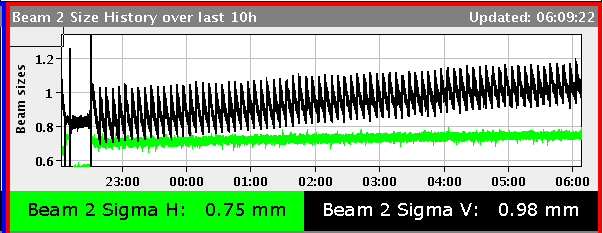 Beam 2 Size History over last 10h Updated: 06:09:22
Beam sizes
1.2
1
0.8
0.6
23:00 00:00 01:00 02:00 03:00 04:00 05:00 06:00
Beam 2 Sigma H: 0.75 mm Beam 2 Sigma V: 0.98 mm